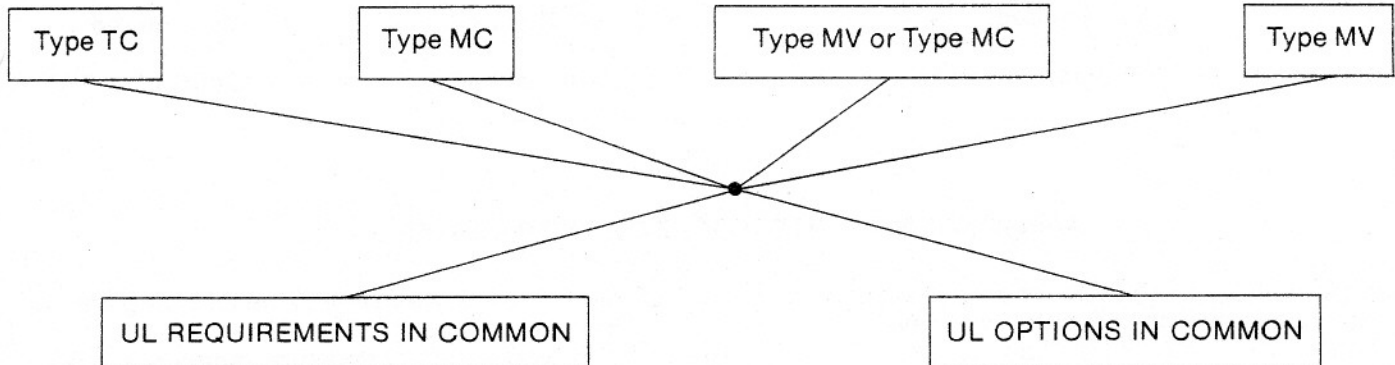 Type TC
Type MC
Type MV or Type MC
Type MV
UL REQUIREMENTS IN COMMON
UL OPTIONS IN COMMON